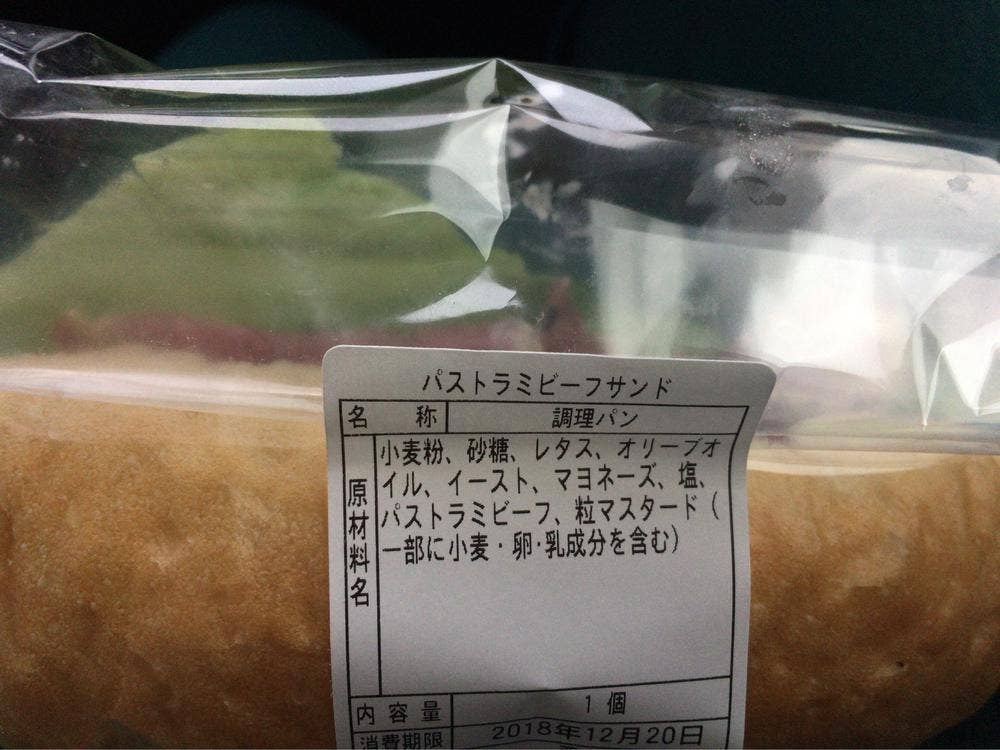 パストラミビーフサンド
名 称 調理パン
原材料名
小麦粉、砂糖、レタス、オリーブオ
イル、イースト、マヨネーズ、塩、
パストラミビーフ、粒マスタード（
一部に小麦・卵・乳成分を含む）
内容量 1個
消費期限 2018年12月20日